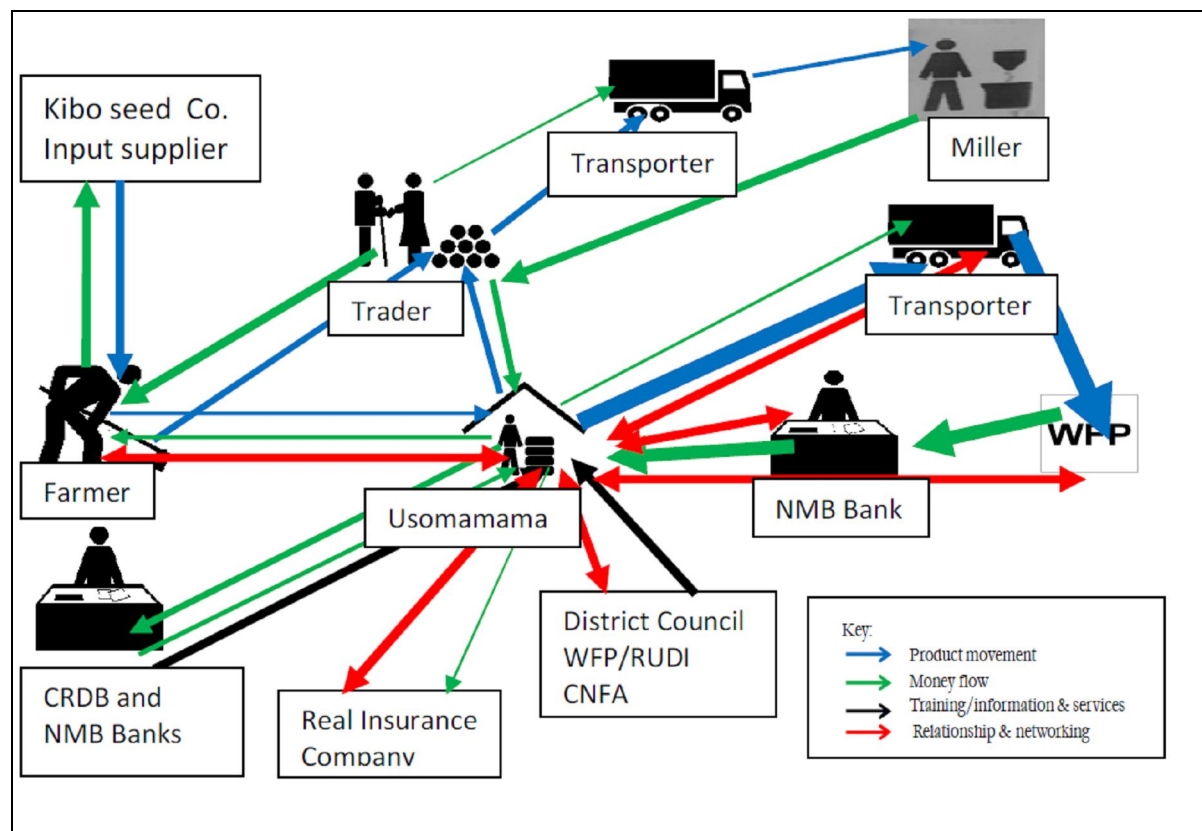 Kibo seed Co.
Input supplier
Transporter
Miller
Trader
Transporter
WFP
Farmer
Usomamama
NMB Bank
CRDB and
NMB Banks
Real Insurance
Company
District Council
WFP/RUDI
CNFA
Key:
Product movement
Money flow
Training/information & services
Relationship & networking